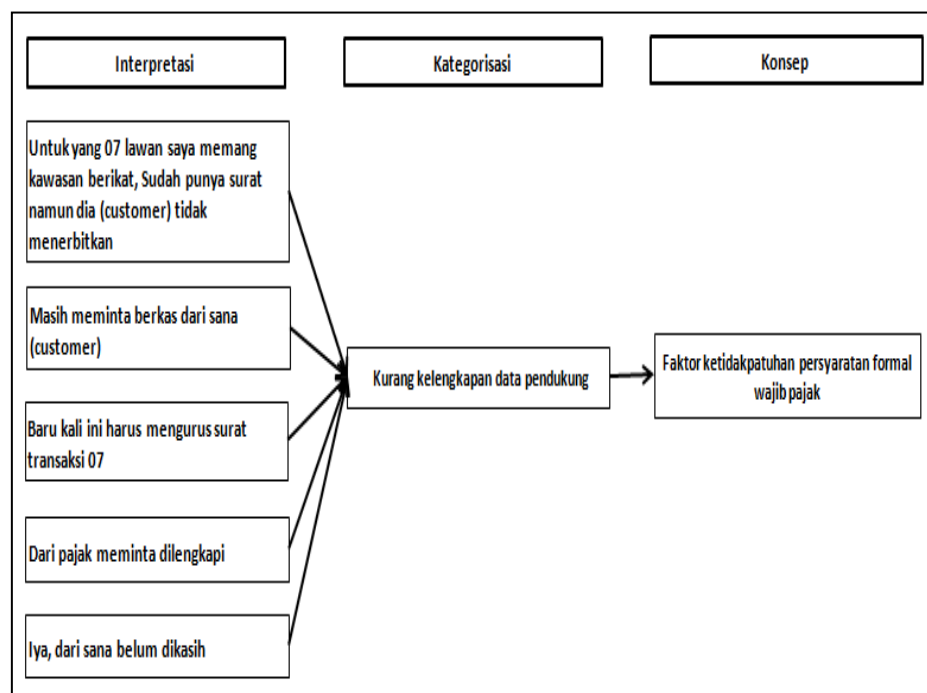 Interpretasi
Kategorisasi
Konsep
Untuk yang 07 lawan saya memang
kawasan berikat, Sudah punya surat
namun dia (customer) tidak
menerbitkan
Masih meminta berkas dari sana
(customer)
Baru kali ini harus mengurus surat
transaksi 07
Dari pajak meminta dilengkapi
Iya, dari sana belum dikasih
Kurang kelengkapan data pendukung
Faktor ketidakpatuhan persyaratan formal
wajib pajak